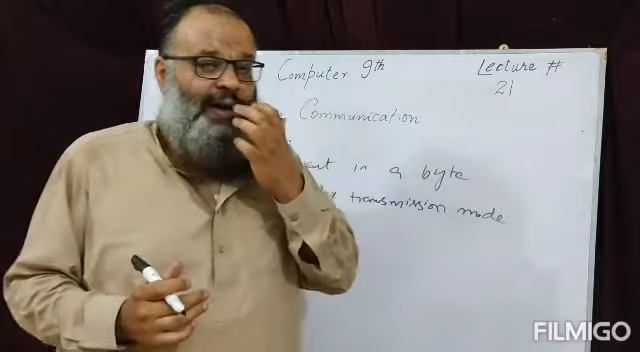 Computer 9th
Lecture #
21
Communication
in a byte
transmission mode
FILMIGO